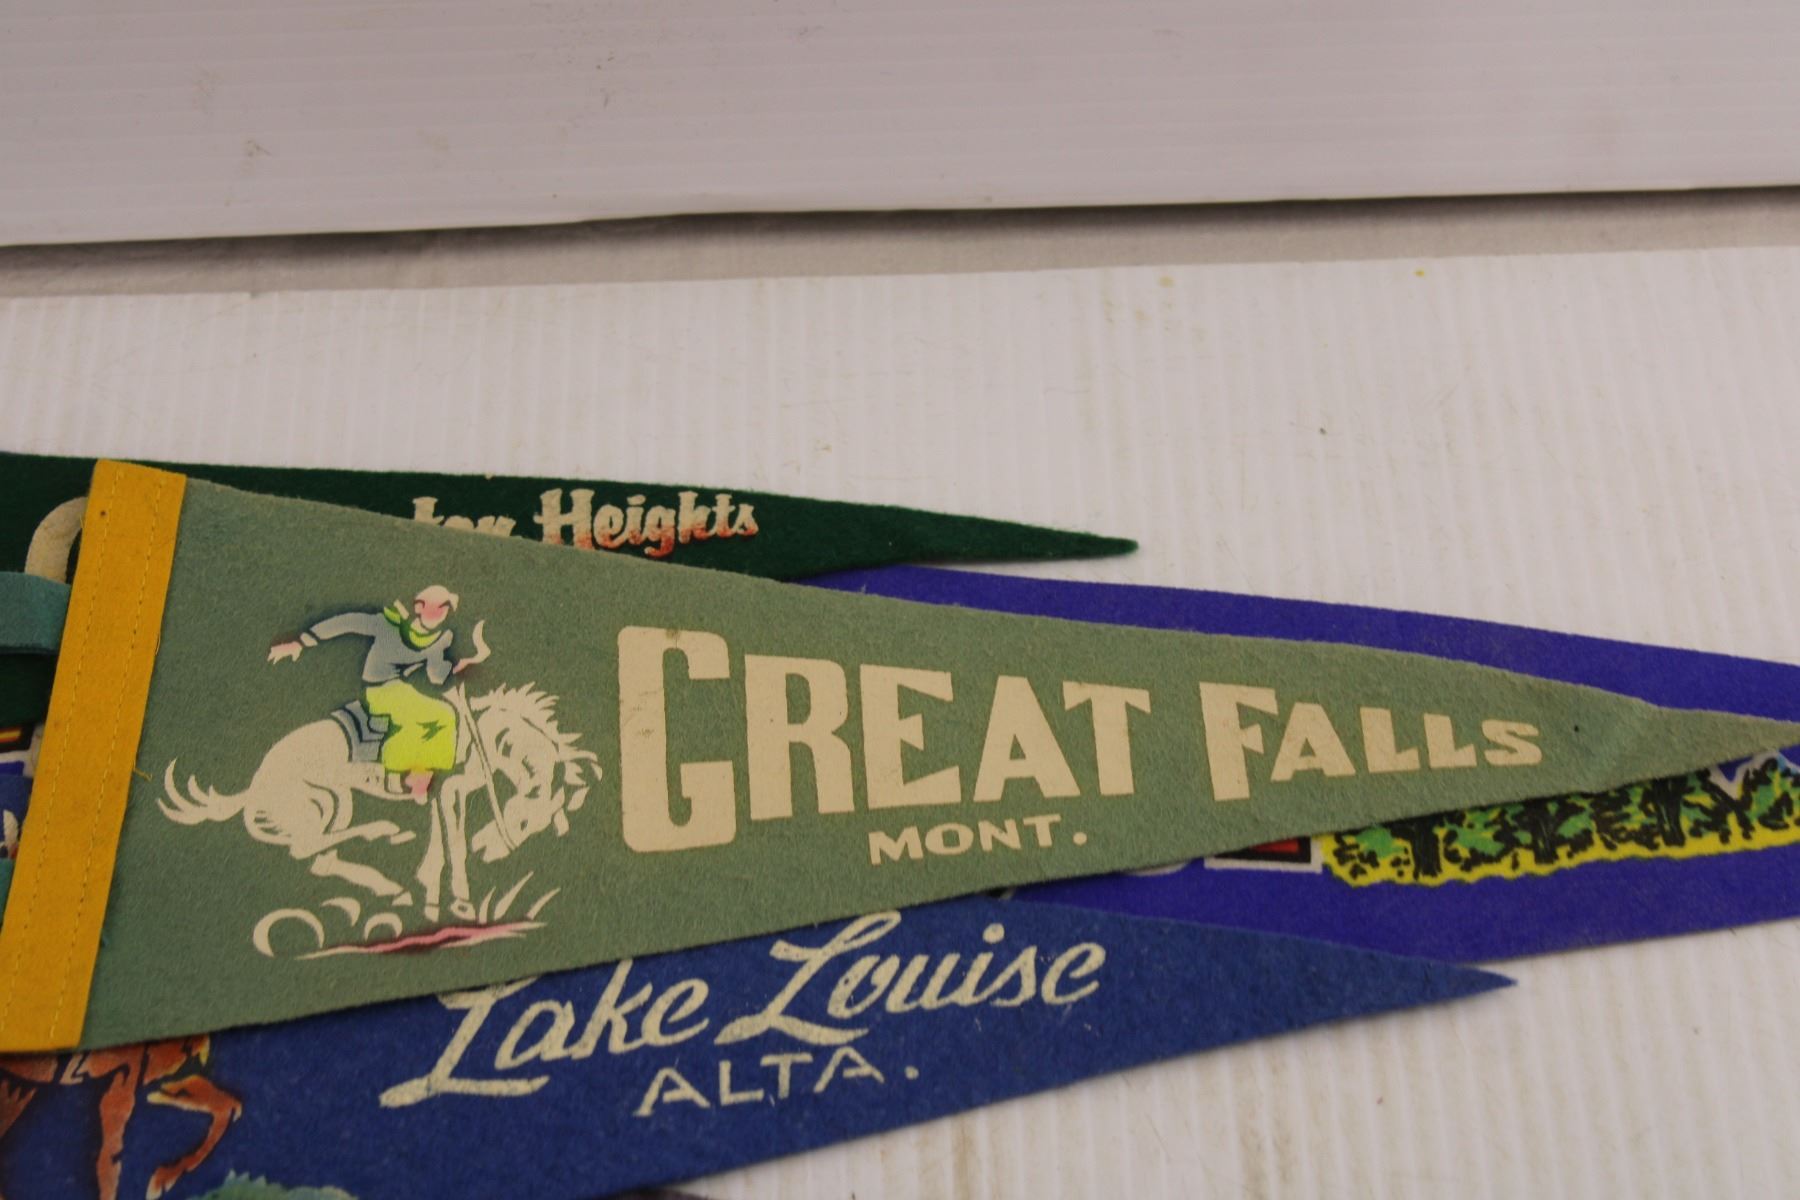 Heights
GREAT FALLS
MONT.
Lake Louise
ALTA.